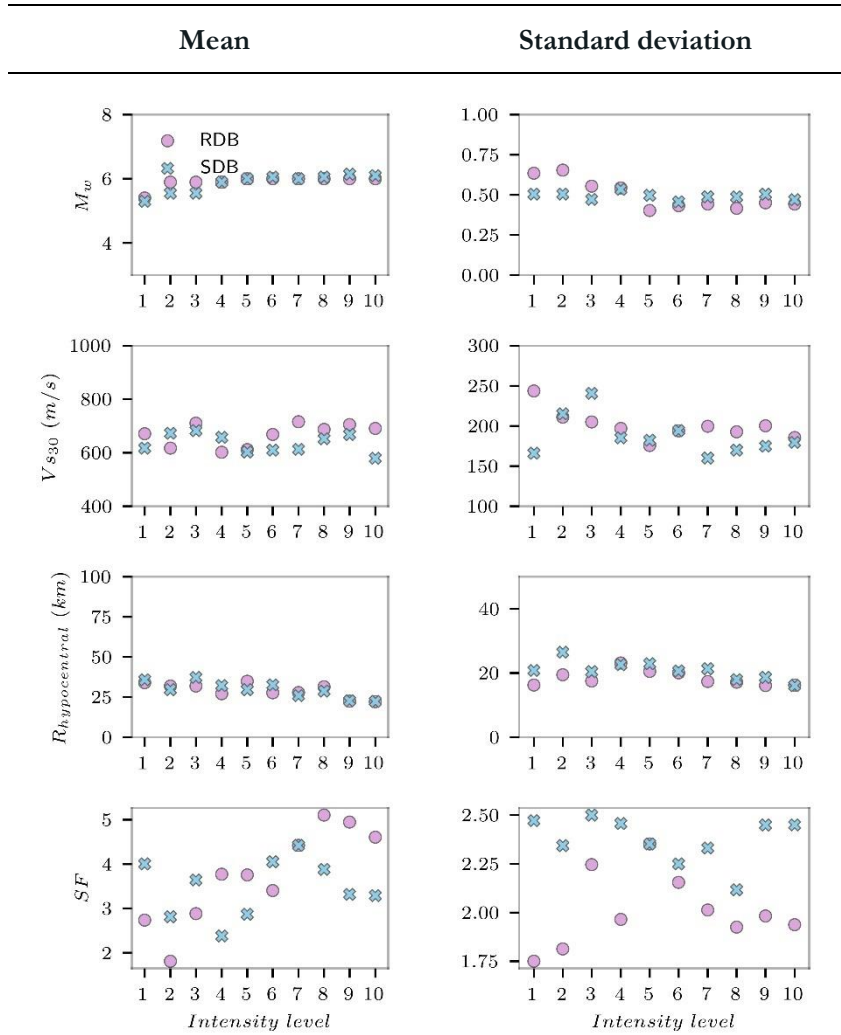 Mean Standard deviation
8
6
4
RDB
SDB
M_w
1 2 3 4 5 6 7 8 9 10
1.00
0.75
0.50
0.25
0.00
1 2 3 4 5 6 7 8 9 10
1000
800
600
400
Vs_{30} (m/s)
1 2 3 4 5 6 7 8 9 10
300
250
200
150
100
1 2 3 4 5 6 7 8 9 10
100
75
50
25
0
R_{hypocentral} (km)
1 2 3 4 5 6 7 8 9 10
40
20
0
1 2 3 4 5 6 7 8 9 10
5
4
3
2
SF
1 2 3 4 5 6 7 8 9 10
Intensity level
2.50
2.25
2.00
1.75
1 2 3 4 5 6 7 8 9 10
Intensity level